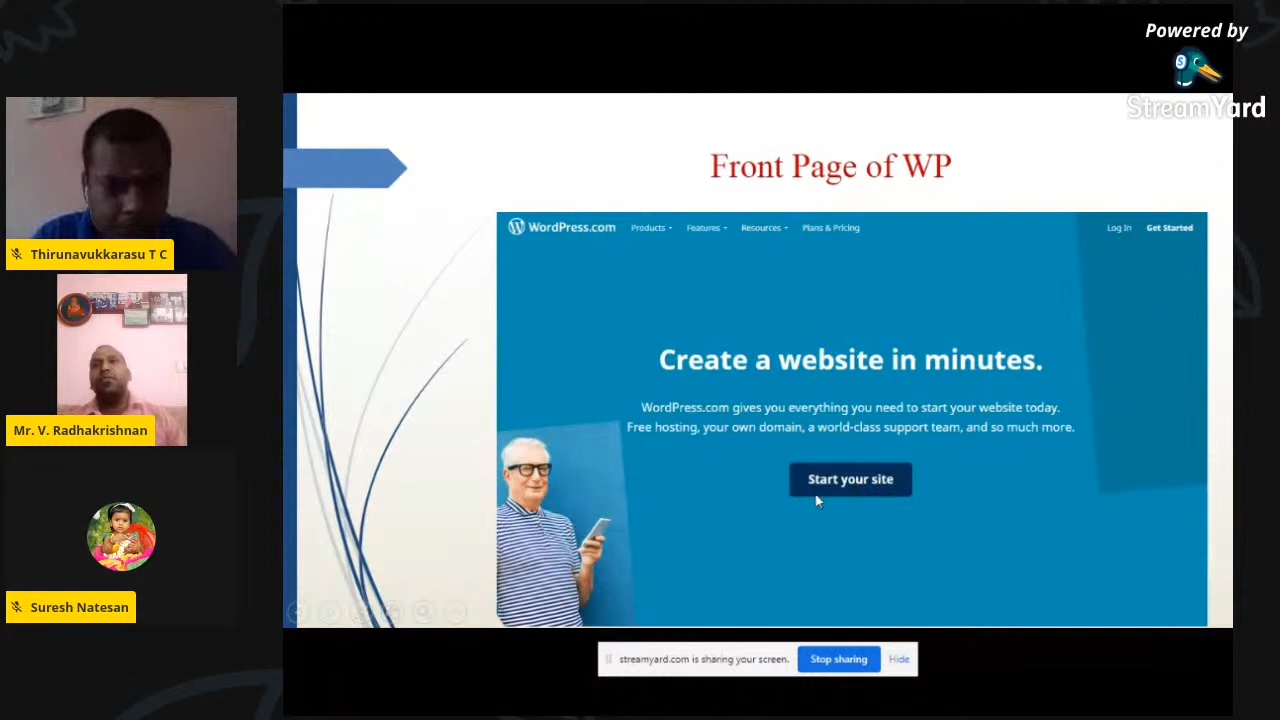 Powered by
StreamYard
Front Page of WP
WordPress.com Products Features Resources Plans & Pricing Log In Get Started
Create a website in minutes.
WordPress.com gives you everything you need to start your website today.
Free hosting, your own domain, a world-class support team, and so much more.
Start your site
Thirunavukkarasu T C
Mr. V. Radhakrishnan
Suresh Natesan
streamyard.com is sharing your screen. Stop sharing Hide